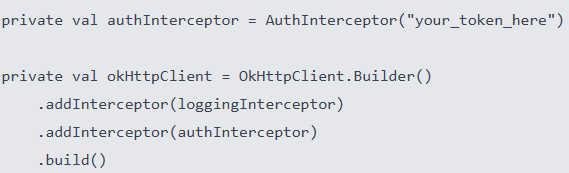 private val authInterceptor = AuthInterceptor("your_token_here")
private val okHttpClient = OkHttpClient.Builder()
    .addInterceptor(loggingInterceptor)
    .addInterceptor(authInterceptor)
    .build()